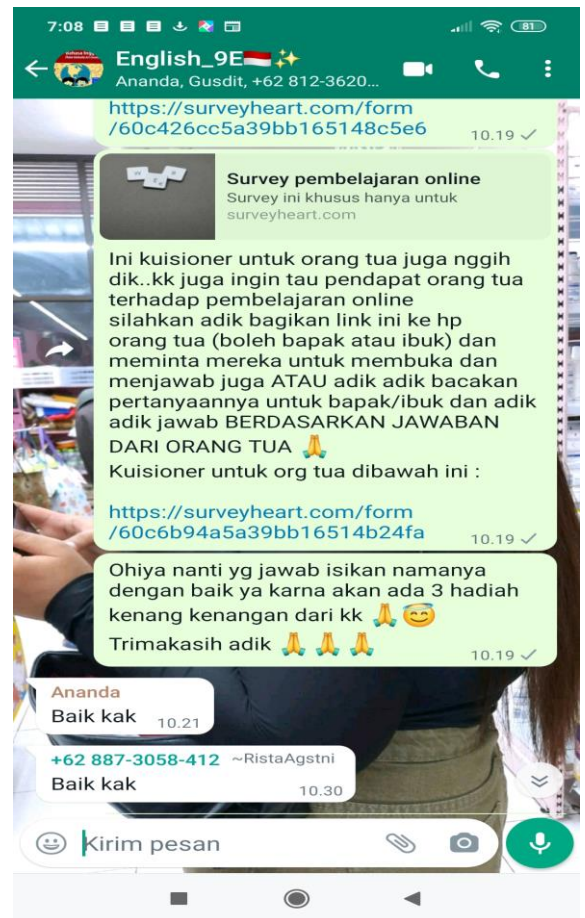 7:08
81
English_9E🇮🇩✨
Ananda, Gusdit, +62 812-3620...
https://surveyheart.com/form
/60c426cc5a39bb165148c5e6
10.19
Survey pembelajaran online
Survey ini khusus hanya untuk
surveyheart.com
Ini kuisioner untuk orang tua juga nggih
dik..kk juga ingin tau pendapat orang tua
terhadap pembelajaran online
silahkan adik bagikan link ini ke hp
orang tua (boleh bapak atau ibuk) dan
meminta mereka untuk membuka dan
menjawab juga ATAU adik adik bacakan
pertanyaannya untuk bapak/ibuk dan adik
adik jawab BERDASARKAN JAWABAN
DARI ORANG TUA 🙏
Kuisioner untuk org tua dibawah ini :
https://surveyheart.com/form
/60c6b94a5a39bb16514b24fa
10.19
Ohiya nanti yg jawab isikan namanya
dengan baik ya karna akan ada 3 hadiah
kenang kenangan dari kk 🙏😇
Trimakasih adik 🙏🙏🙏
10.19
Ananda
Baik kak 10.21
+62 887-3058-412 ~RistaAgstni
Baik kak 10.30
Kirim pesan